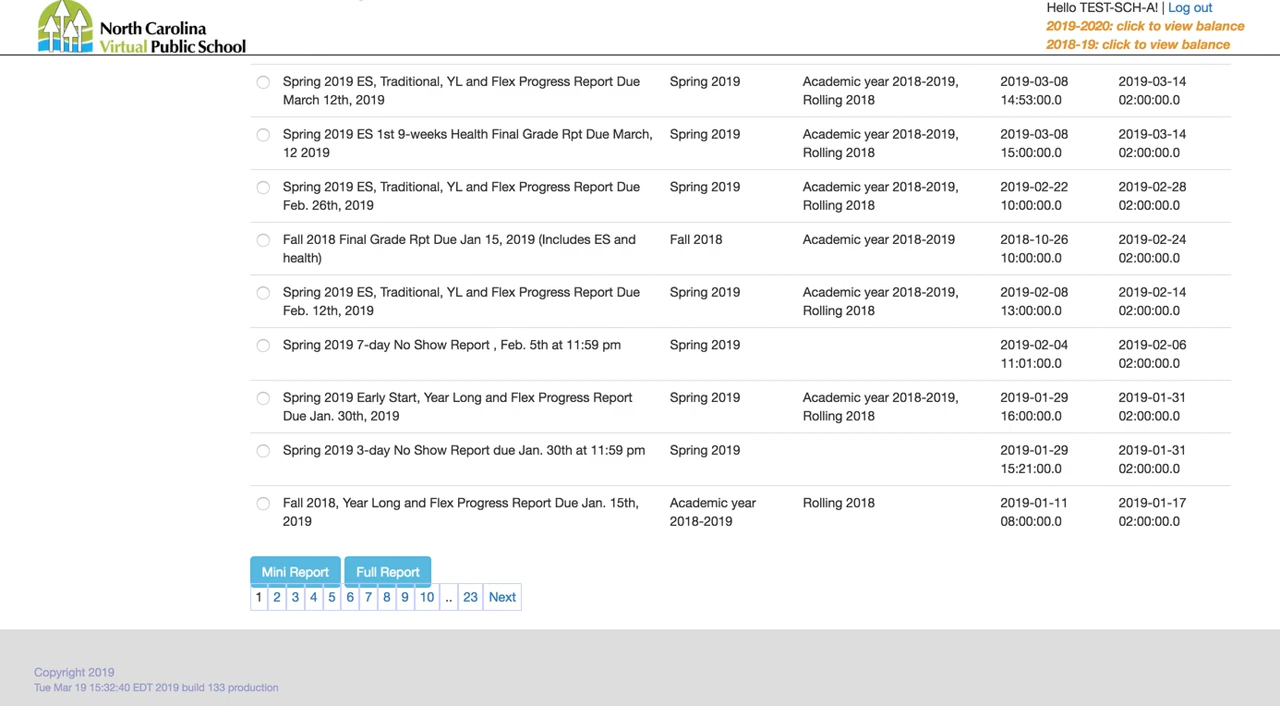 North Carolina
Virtual Public School
Hello TEST-SCH-A! | Log out
2019-2020: click to view balance
2018-19: click to view balance
Spring 2019 ES, Traditional, YL and Flex Progress Report Due Spring 2019 Academic year 2018-2019, 2019-03-08 2019-03-14
March 12th, 2019 Rolling 2018 14:53:00.0 02:00:00.0
Spring 2019 ES 1st 9-weeks Health Final Grade Rpt Due March, Spring 2019 Academic year 2018-2019, 2019-03-08 2019-03-14
12 2019 Rolling 2018 15:00:00.0 02:00:00.0
Spring 2019 ES, Traditional, YL and Flex Progress Report Due Spring 2019 Academic year 2018-2019, 2019-02-22 2019-02-28
Feb. 26th, 2019 Rolling 2018 10:00:00.0 02:00:00.0
Fall 2018 Final Grade Rpt Due Jan 15, 2019 (Includes ES and Fall 2018 Academic year 2018-2019 2018-10-26 2019-02-24
health) 10:00:00.0 02:00:00.0
Spring 2019 ES, Traditional, YL and Flex Progress Report Due Spring 2019 Academic year 2018-2019, 2019-02-08 2019-02-14
Feb. 12th, 2019 Rolling 2018 13:00:00.0 02:00:00.0
Spring 2019 7-day No Show Report , Feb. 5th at 11:59 pm Spring 2019 2019-02-04 2019-02-06
11:01:00.0 02:00:00.0
Spring 2019 Early Start, Year Long and Flex Progress Report Spring 2019 Academic year 2018-2019, 2019-01-29 2019-01-31
Due Jan. 30th, 2019 Rolling 2018 16:00:00.0 02:00:00.0
Spring 2019 3-day No Show Report due Jan. 30th at 11:59 pm Spring 2019 2019-01-29 2019-01-31
15:21:00.0 02:00:00.0
Fall 2018, Year Long and Flex Progress Report Due Jan. 15th, Academic year Rolling 2018 2019-01-11 2019-01-17
2019 2018-2019 08:00:00.0 02:00:00.0
Mini Report Full Report
1 2 3 4 5 6 7 8 9 10 .. 23 Next
Copyright 2019
Tue Mar 19 15:32:40 EDT 2019 build 133 production